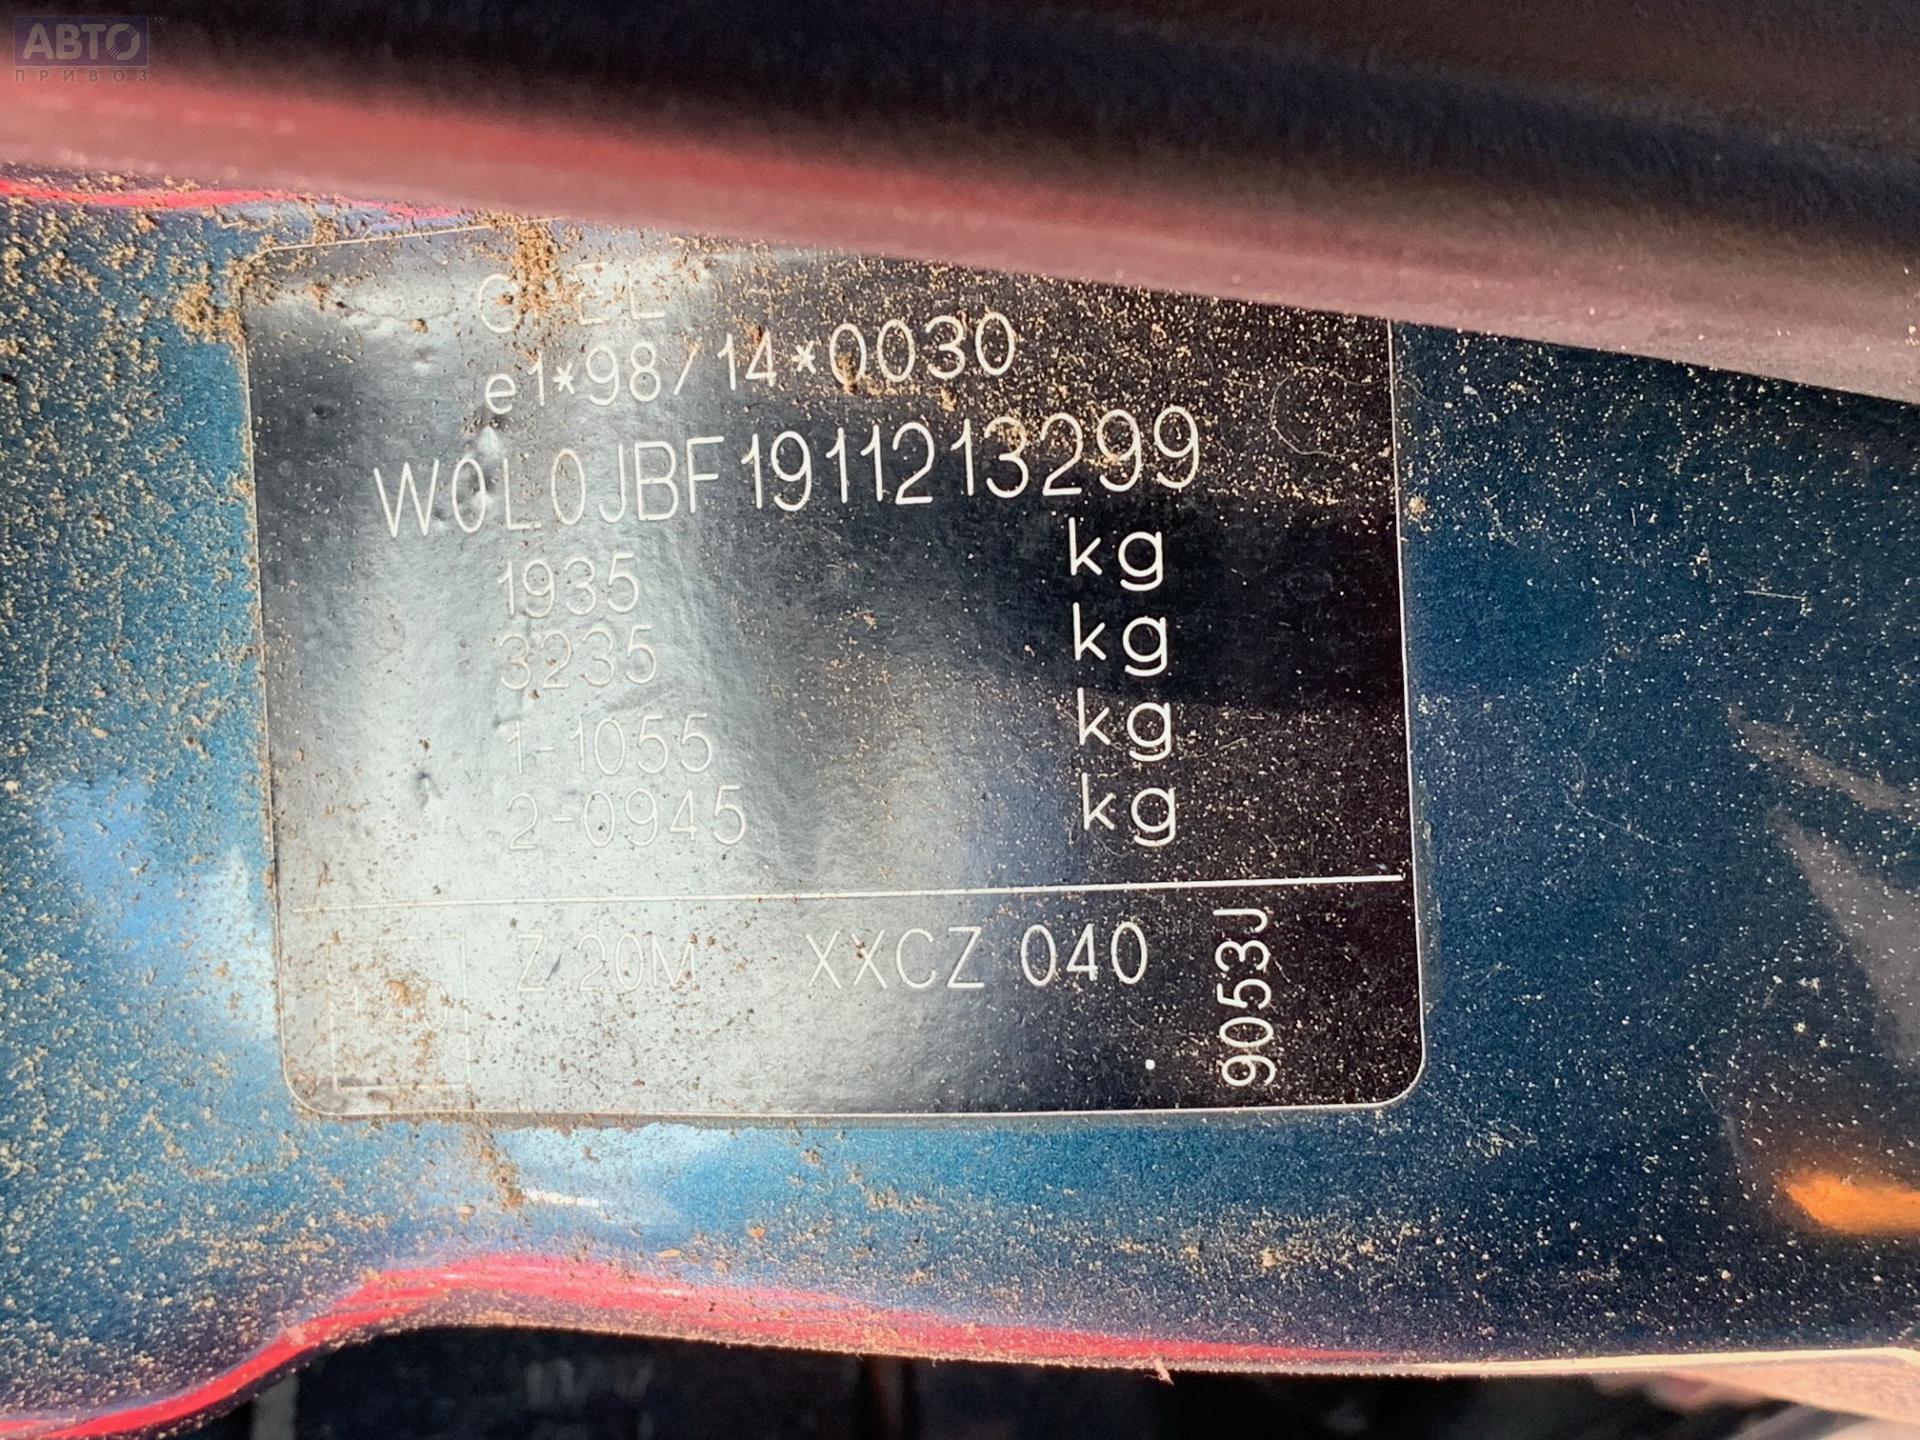 АВТО
ПРИВОЗ
OPEL
e1*98/14*0030
W0L0JBF1911213299
1935 kg
3235 kg
1-1055 kg
2-0945 kg
Z 20M XXCZ 040
9053J